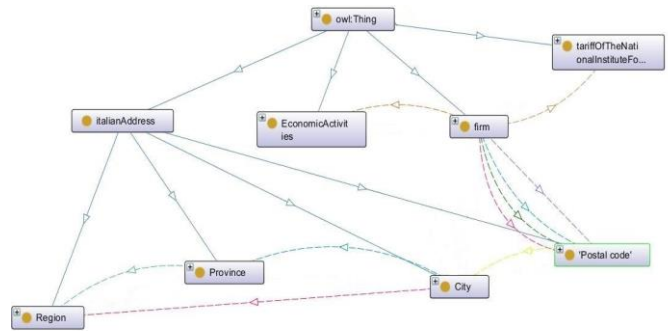 owl:Thing
tariffOfTheNati
onalInstituteFo...
italianAddress
EconomicActivit
ies
firm
'Postal code'
Province
City
Region